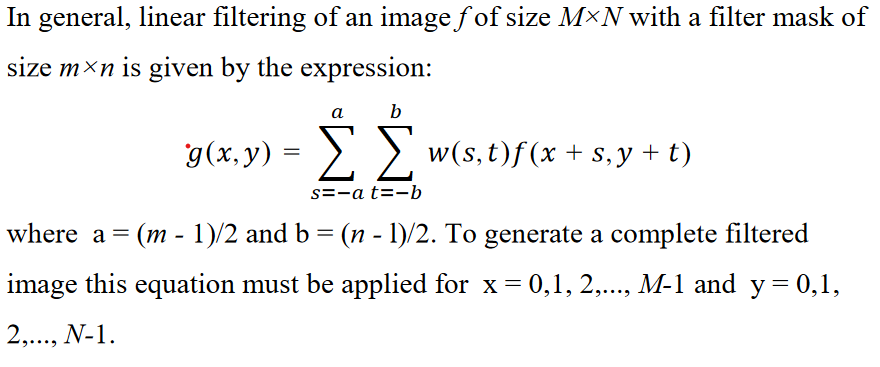 In general, linear filtering of an image f of size M×N with a filter mask of
size m×n is given by the expression:
g(x, y) = ∑_{s=−a}^{a} ∑_{t=−b}^{b} w(s, t) f(x + s, y + t)
where a = (m - 1)/2 and b = (n - 1)/2. To generate a complete filtered
image this equation must be applied for x = 0,1, 2,..., M-1 and y = 0,1,
2,..., N-1.